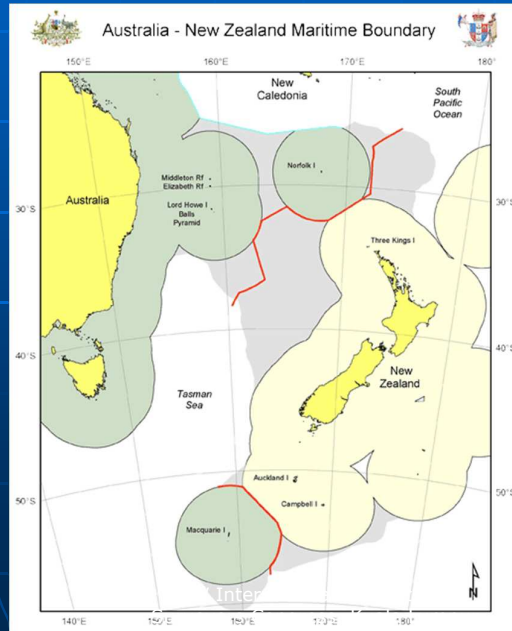 Australia - New Zealand Maritime Boundary
150°E
160°E
170°E
180°
New
Caledonia
South
Pacific
Ocean
Norfolk I
Middleton Rf
Elizabeth Rf
Australia
Lord Howe I
Balls
Pyramid
30°S
30°S
Three Kings I
40°S
40°S
New
Zealand
Tasman
Sea
Auckland I
50°S
50°S
Campbell I
Macquarie I
N
140°E
150°E
160°E
170°E
180°